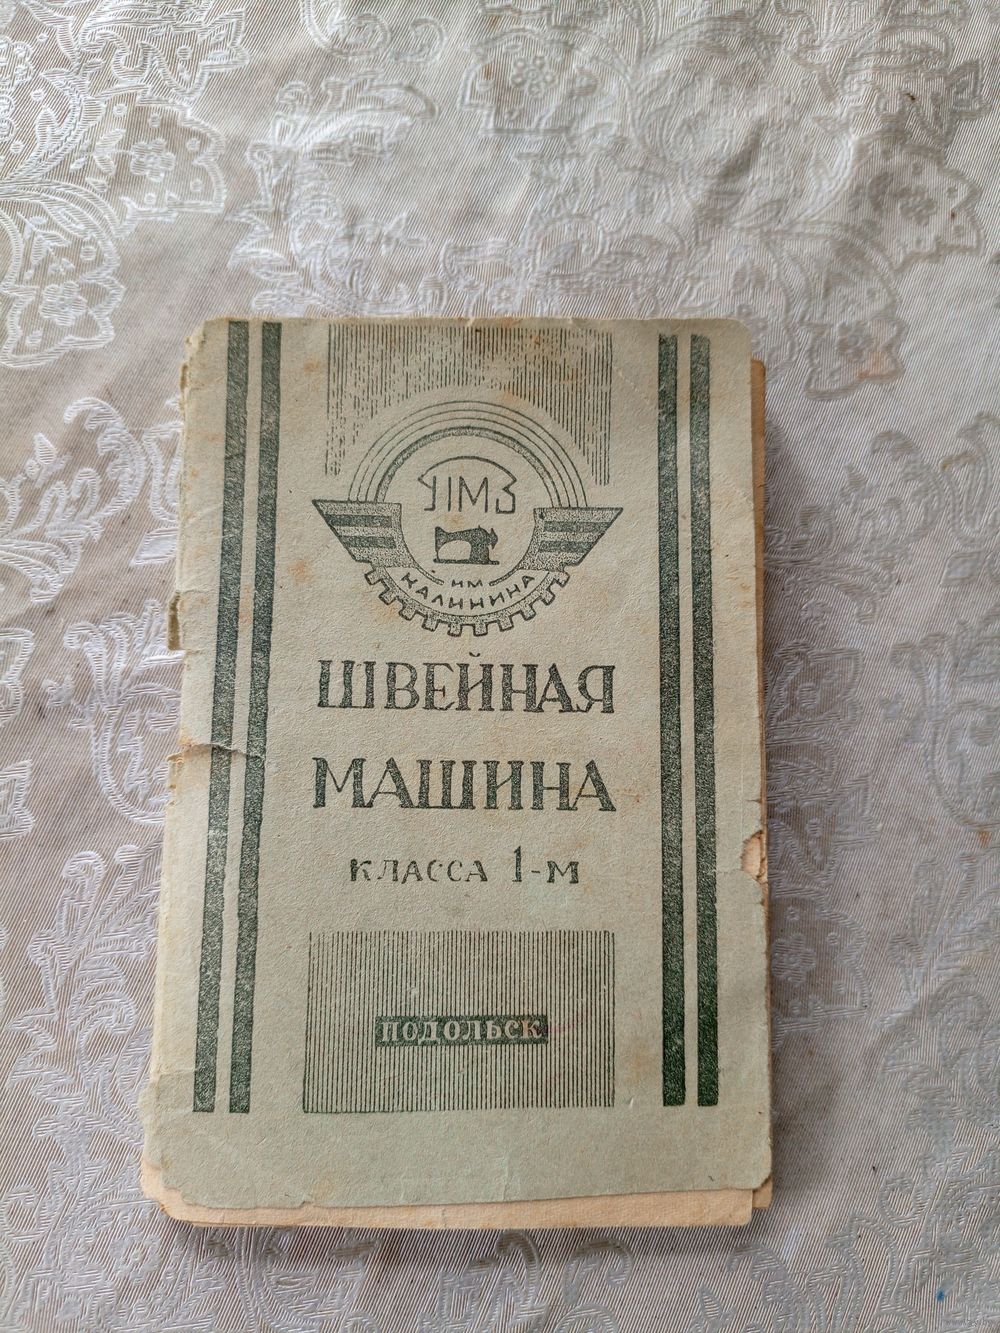 ПМЗ
ИМ
КАЛИНИНА
ШВЕЙНАЯ
МАШИНА
КЛАССА 1-М
ПОДОЛЬСК